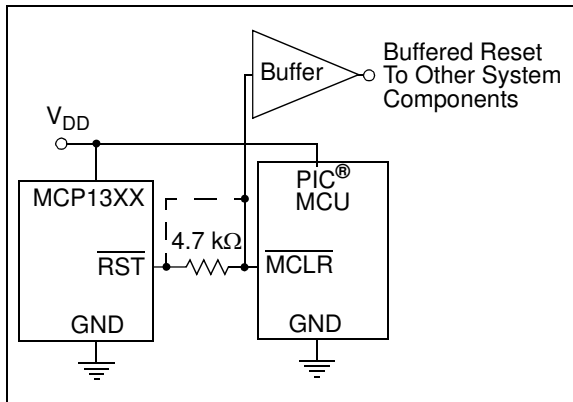 Buffer
Buffered Reset
To Other System
Components
VDD
MCP13XX
PIC®
MCU
4.7 kΩ
RST
MCLR
GND
GND